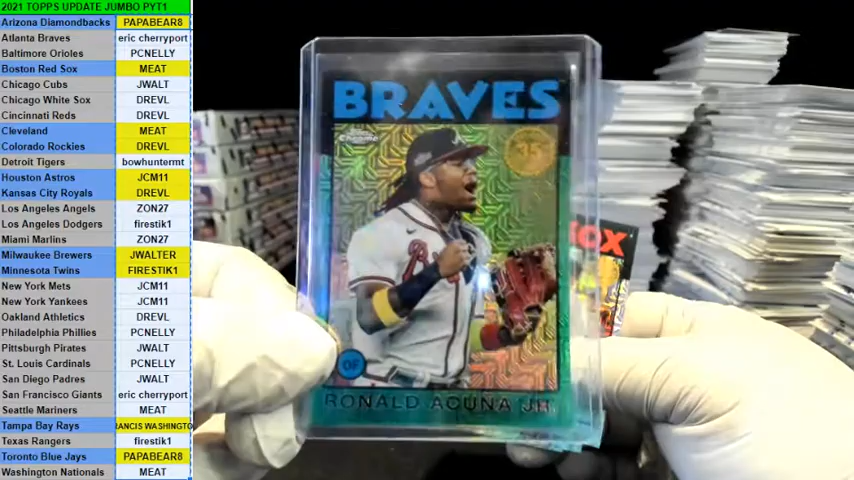 2021 TOPPS UPDATE JUMBO PYT1
Arizona Diamondbacks PAPABEAR8
Atlanta Braves eric cherryport
Baltimore Orioles PCNELLY
Boston Red Sox MEAT
Chicago Cubs JWALT
Chicago White Sox DREVL
Cincinnati Reds DREVL
Cleveland MEAT
Colorado Rockies DREVL
Detroit Tigers bowhuntermt
Houston Astros JCM11
Kansas City Royals DREVL
Los Angeles Angels ZON27
Los Angeles Dodgers firestik1
Miami Marlins ZON27
Milwaukee Brewers JWALTER
Minnesota Twins FIRESTIK1
New York Mets JCM11
New York Yankees JCM11
Oakland Athletics DREVL
Philadelphia Phillies PCNELLY
Pittsburgh Pirates JWALT
St. Louis Cardinals PCNELLY
San Diego Padres JWALT
San Francisco Giants eric cherryport
Seattle Mariners MEAT
Tampa Bay Rays RANCIS WASHINGTO
Texas Rangers firestik1
Toronto Blue Jays PAPABEAR8
Washington Nationals MEAT
BRAVES
Chrome
35
OF
RONALD ACUNA JR.
OX